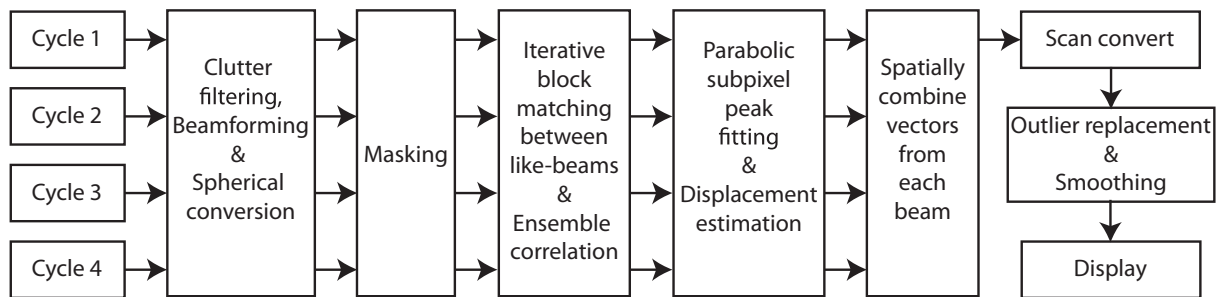 Cycle 1
Cycle 2
Cycle 3
Cycle 4
Clutter
filtering,
Beamforming
&
Spherical
conversion
Masking
Iterative
block
matching
between
like-beams
&
Ensemble
correlation
Parabolic
subpixel
peak
fitting
&
Displacement
estimation
Spatially
combine
vectors
from
each
beam
Scan convert
Outlier replacement
&
Smoothing
Display